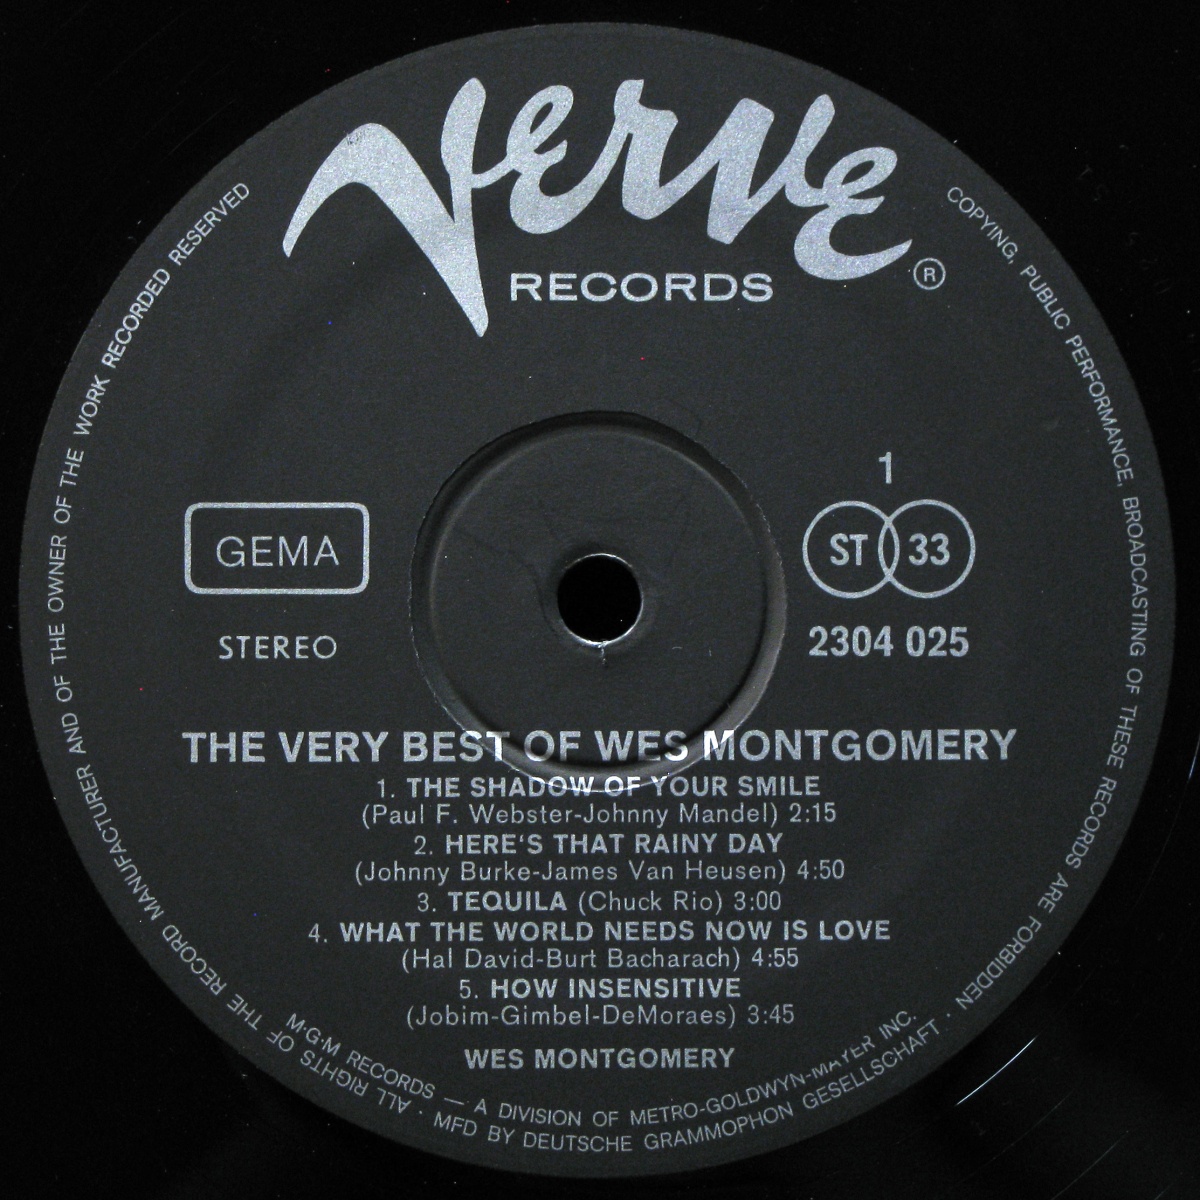 Verve
RECORDS
®
GEMA
STEREO
1
ST 33
2304 025
THE VERY BEST OF WES MONTGOMERY
1. THE SHADOW OF YOUR SMILE
(Paul F. Webster-Johnny Mandel) 2:15
2. HERE'S THAT RAINY DAY
(Johnny Burke-James Van Heusen) 4:50
3. TEQUILA (Chuck Rio) 3:00
4. WHAT THE WORLD NEEDS NOW IS LOVE
(Hal David-Burt Bacharach) 4:55
5. HOW INSENSITIVE
(Jobim-Gimbel-DeMoraes) 3:45
WES MONTGOMERY
M·G·M RECORDS — A DIVISION OF METRO-GOLDWYN-MAYER INC.
MFD BY DEUTSCHE GRAMMOPHON GESELLSCHAFT · ALL RIGHTS OF THE RECORD MANUFACTURER AND OF THE OWNER OF THE WORK RECORDED RESERVED
COPYING, PUBLIC PERFORMANCE, BROADCASTING OF THESE RECORDS ARE FORBIDDEN ·